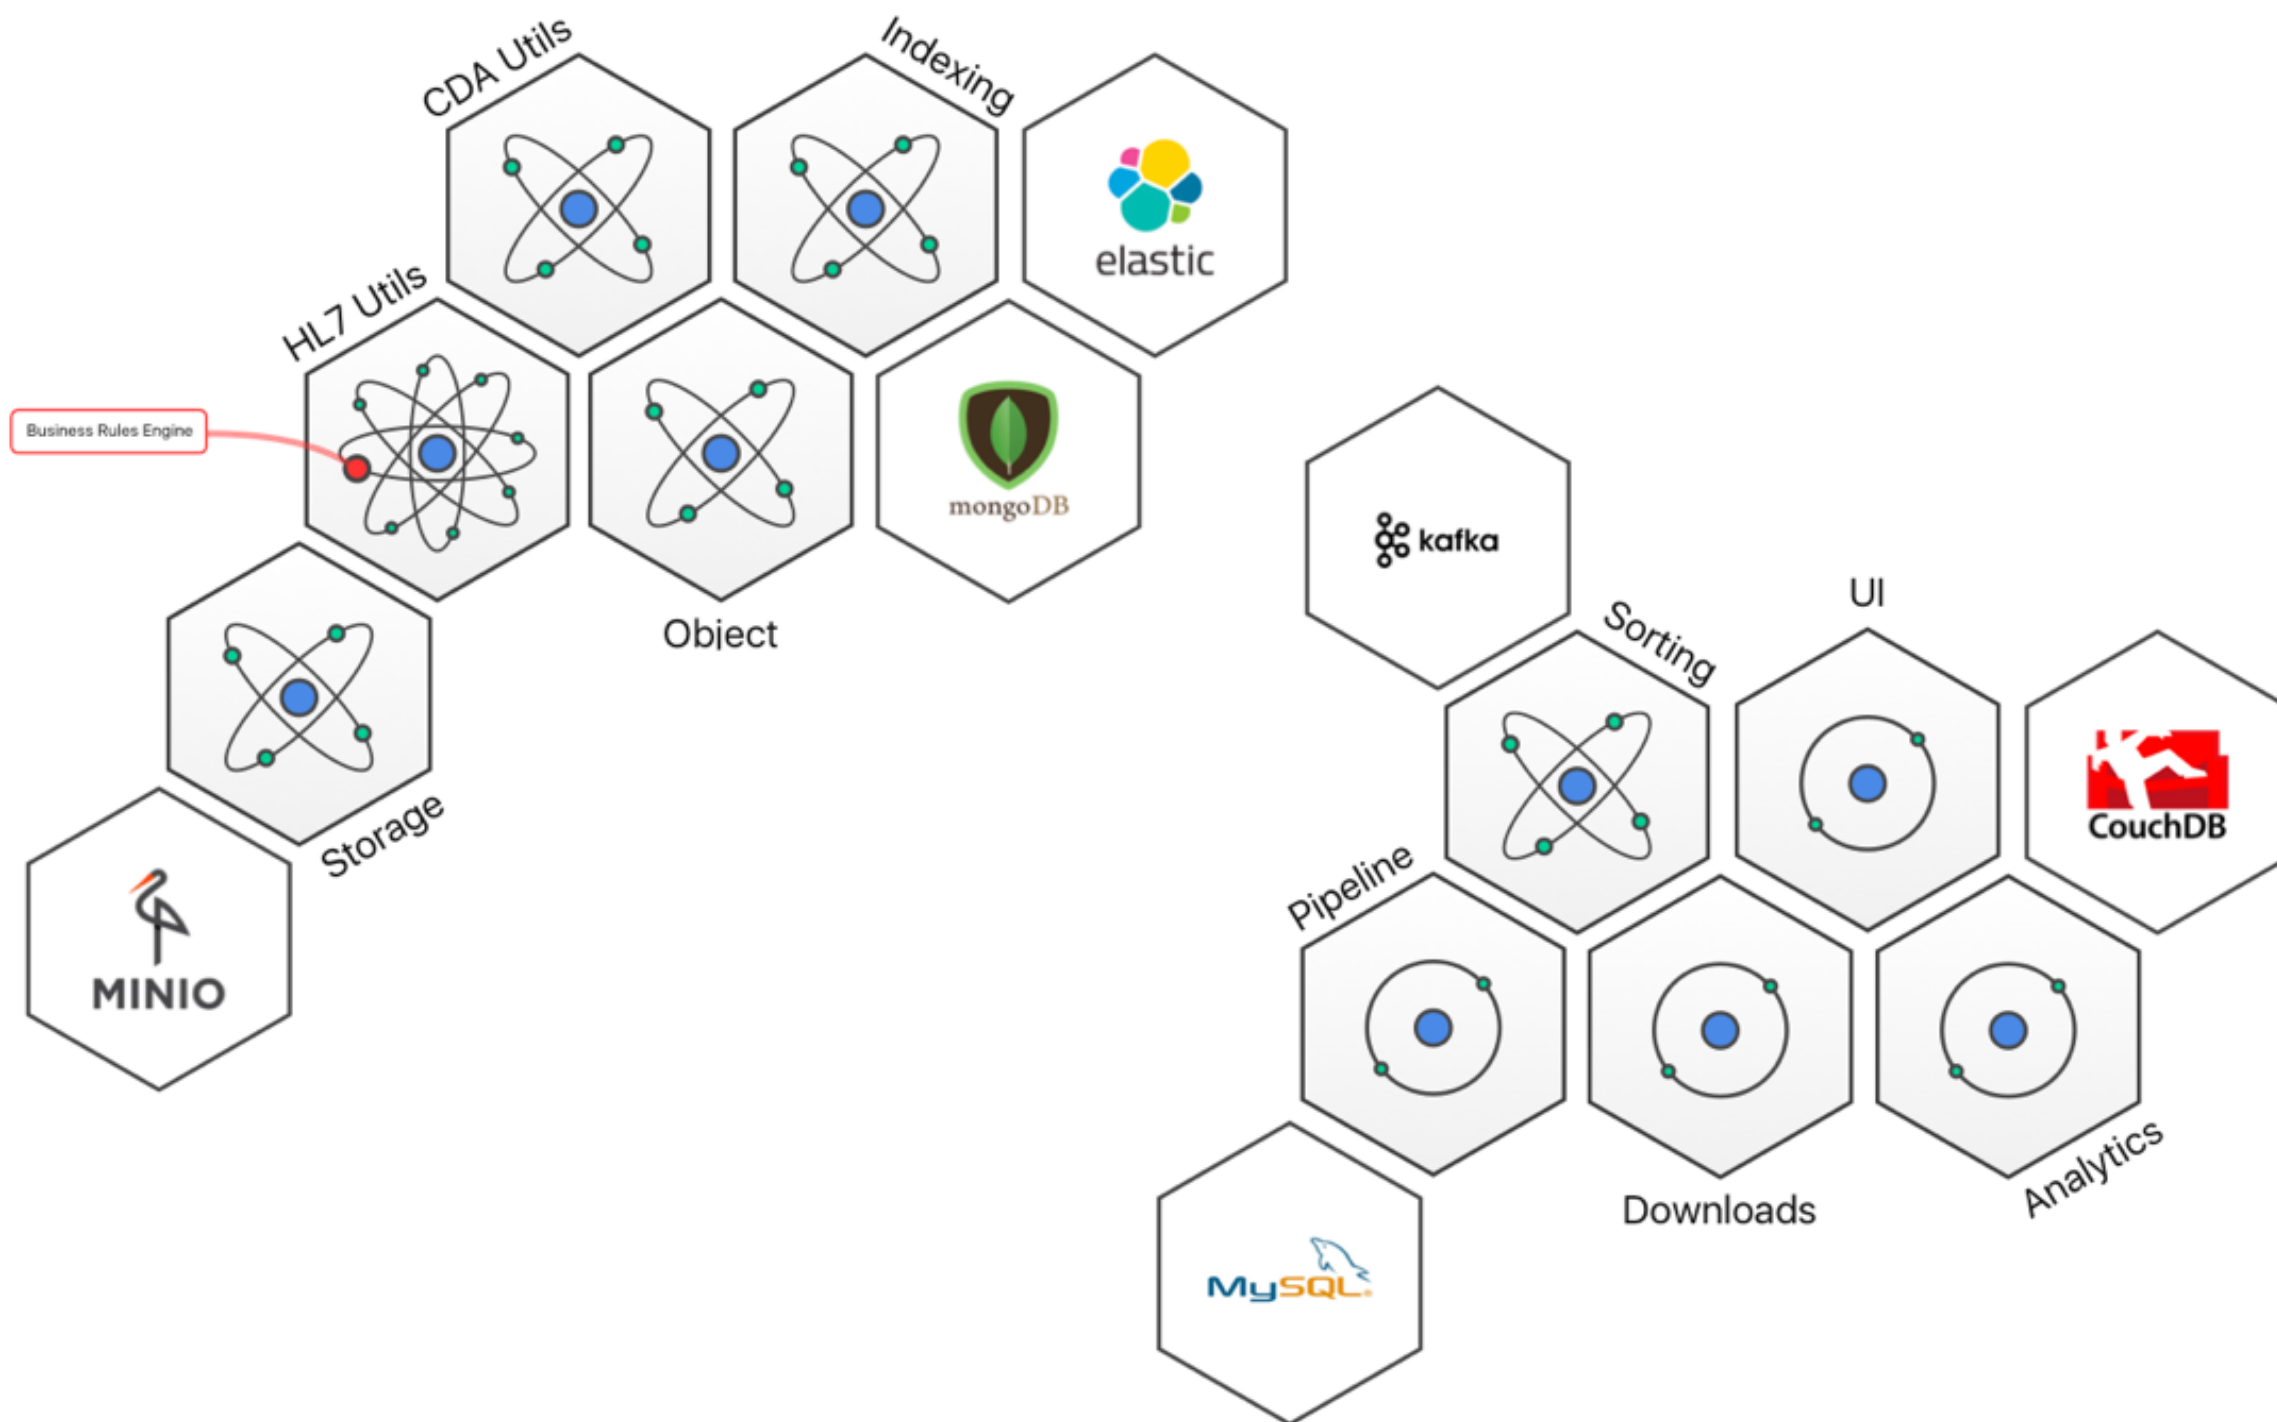 CDA Utils
Indexing
elastic
HL7 Utils
Business Rules Engine
mongoDB
Object
kafka
UI
Sorting
Storage
CouchDB
Pipeline
MINIO
Analytics
Downloads
MySQL®